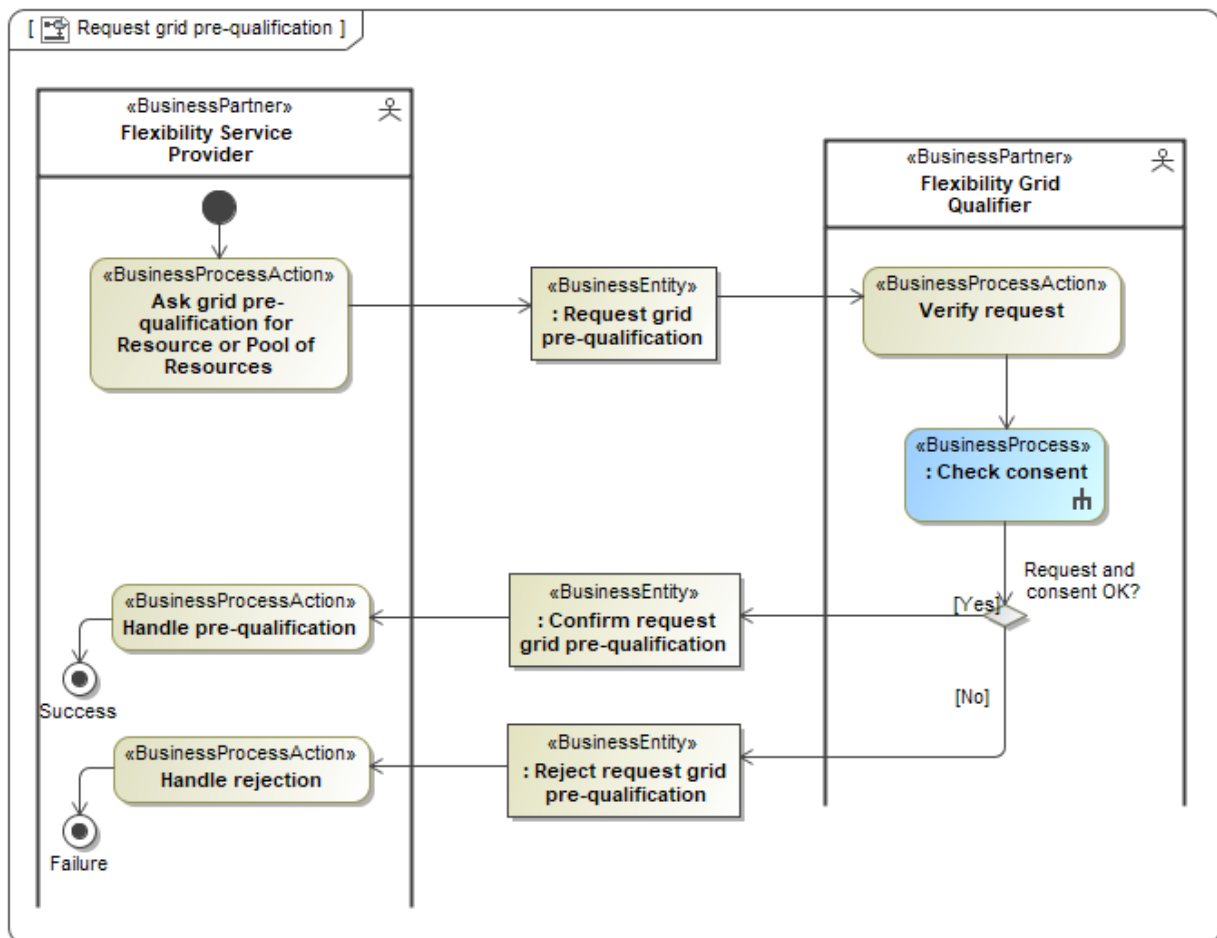 [ Request grid pre-qualification ]
«BusinessPartner»
Flexibility Service
Provider
«BusinessPartner»
Flexibility Grid
Qualifier
«BusinessProcessAction»
Ask grid pre-
qualification for
Resource or Pool of
Resources
«BusinessEntity»
: Request grid
pre-qualification
«BusinessProcessAction»
Verify request
«BusinessProcess»
: Check consent
Request and
consent OK?
[Yes]
«BusinessEntity»
: Confirm request
grid pre-qualification
«BusinessProcessAction»
Handle pre-qualification
Success
[No]
«BusinessEntity»
: Reject request grid
pre-qualification
«BusinessProcessAction»
Handle rejection
Failure